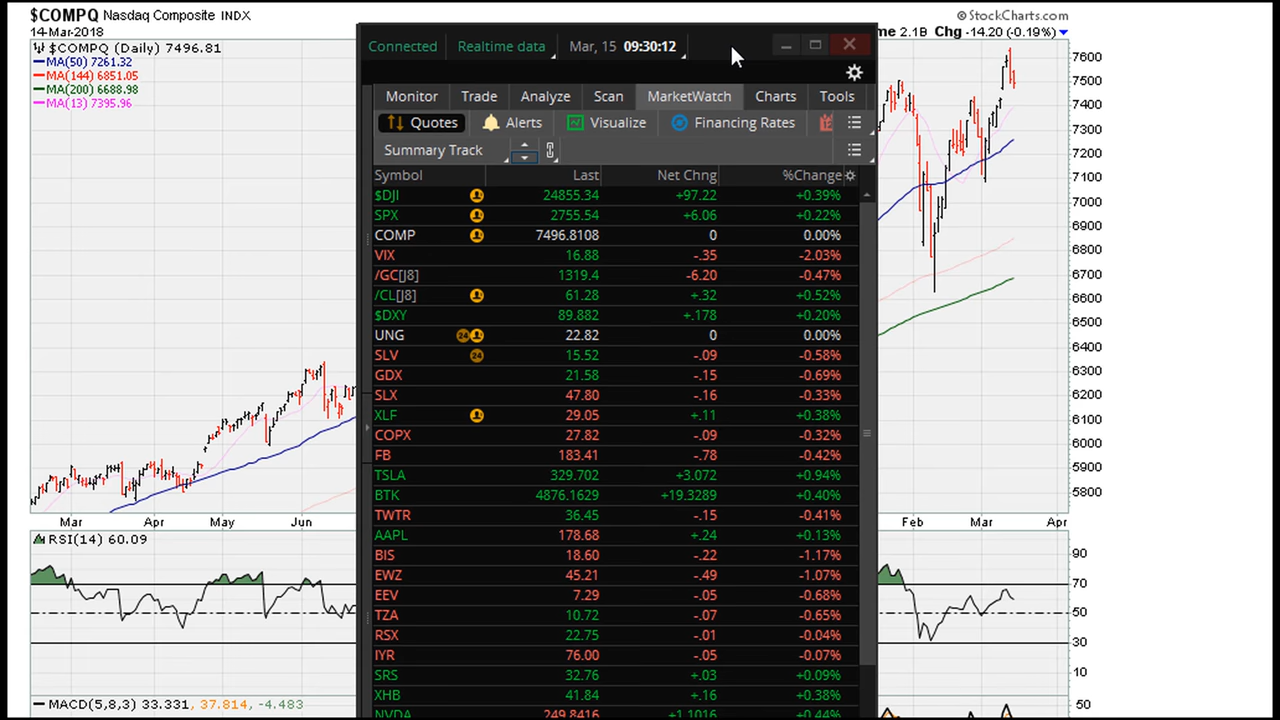 $COMPQ Nasdaq Composite INDX
© StockCharts.com
14-Mar-2018
me 2.1B Chg -14.20 (-0.19%)
$COMPQ (Daily) 7496.81
MA(50) 7261.32
MA(144) 6851.05
MA(200) 6688.98
MA(13) 7395.96
Connected Realtime data Mar, 15 09:30:12
Monitor Trade Analyze Scan MarketWatch Charts Tools
Quotes Alerts Visualize Financing Rates
Summary Track
Symbol Last Net Chng %Change
$DJI 24855.34 +97.22 +0.39%
SPX 2755.54 +6.06 +0.22%
COMP 7496.8108 0 0.00%
VIX 16.88 -.35 -2.03%
/GC[J8] 1319.4 -6.20 -0.47%
/CL[J8] 61.28 +.32 +0.52%
$DXY 89.882 +.178 +0.20%
UNG 24 22.82 0 0.00%
SLV 24 15.52 -.09 -0.58%
GDX 21.58 -.15 -0.69%
SLX 47.80 -.16 -0.33%
XLF 29.05 +.11 +0.38%
COPX 27.82 -.09 -0.32%
FB 183.41 -.78 -0.42%
TSLA 329.702 +3.072 +0.94%
BTK 4876.1629 +19.3289 +0.40%
TWTR 36.45 -.15 -0.41%
AAPL 178.68 +.24 +0.13%
BIS 18.60 -.22 -1.17%
EWZ 45.21 -.49 -1.07%
EEV 7.29 -.05 -0.68%
TZA 10.72 -.07 -0.65%
RSX 22.75 -.01 -0.04%
IYR 76.00 -.05 -0.07%
SRS 32.76 +.03 +0.09%
XHB 41.84 +.16 +0.38%
NVDA 249.8416 +1.1016 +0.44%
7600
7500
7400
7300
7200
7100
7000
6900
6800
6700
6600
6500
6400
6300
6200
6100
6000
5900
5800
Mar Apr May Jun Feb Mar Apr
RSI(14) 60.09
90
70
50
30
10
MACD(5,53) 33.331, 37.814, -4.483
50